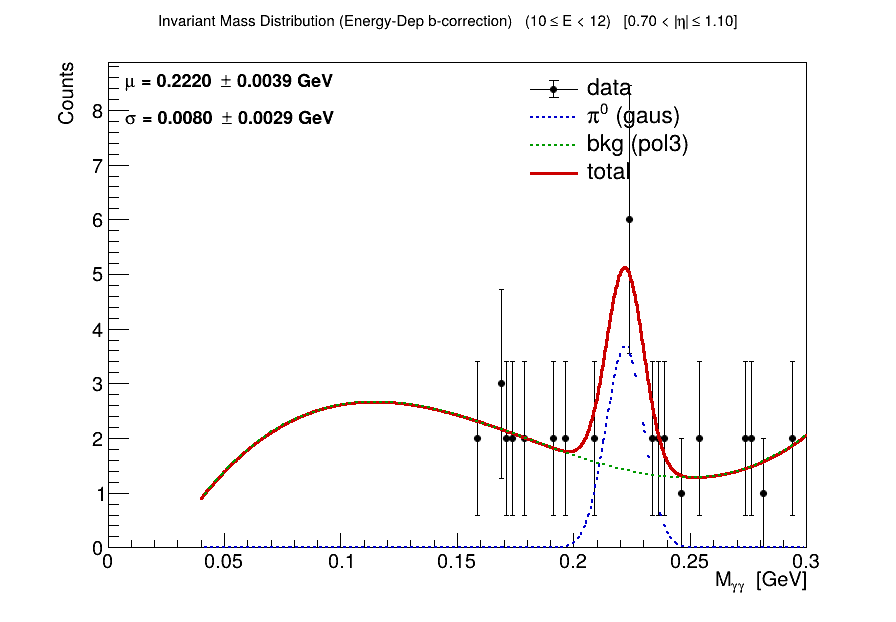 Invariant Mass Distribution (Energy-Dep b-correction) (10 ≤ E < 12) [0.70 < |η| ≤ 1.10]
μ = 0.2220 ± 0.0039 GeV
σ = 0.0080 ± 0.0029 GeV
data
π⁰ (gaus)
bkg (pol3)
total
Counts
8
7
6
5
4
3
2
1
0
0 0.05 0.1 0.15 0.2 0.25 0.3
Mγγ [GeV]